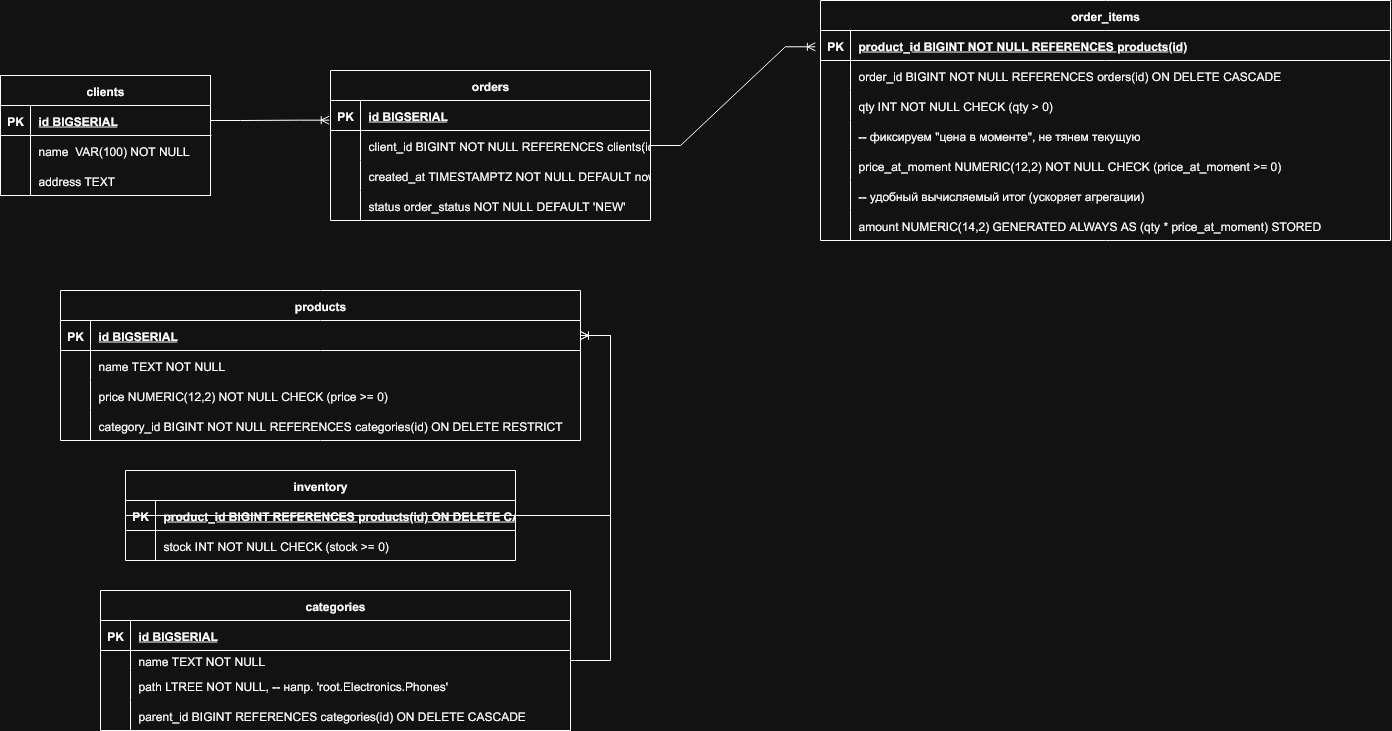 order_items
PK product_id BIGINT NOT NULL REFERENCES products(id)
order_id BIGINT NOT NULL REFERENCES orders(id) ON DELETE CASCADE
qty INT NOT NULL CHECK (qty > 0)
-- фиксируем "цена в моменте", не тянем текущую
price_at_moment NUMERIC(12,2) NOT NULL CHECK (price_at_moment >= 0)
-- удобный вычисляемый итог (ускоряет агрегации)
amount NUMERIC(14,2) GENERATED ALWAYS AS (qty * price_at_moment) STORED
clients
PK id BIGSERIAL
name VAR(100) NOT NULL
address TEXT
orders
PK id BIGSERIAL
client_id BIGINT NOT NULL REFERENCES clients(i
created_at TIMESTAMPTZ NOT NULL DEFAULT no
status order_status NOT NULL DEFAULT 'NEW'
products
PK id BIGSERIAL
name TEXT NOT NULL
price NUMERIC(12,2) NOT NULL CHECK (price >= 0)
category_id BIGINT NOT NULL REFERENCES categories(id) ON DELETE RESTRICT
inventory
PK product_id BIGINT REFERENCES products(id) ON DELETE C
stock INT NOT NULL CHECK (stock >= 0)
categories
PK id BIGSERIAL
name TEXT NOT NULL
path LTREE NOT NULL, -- напр. 'root.Electronics.Phones'
parent_id BIGINT REFERENCES categories(id) ON DELETE CASCADE